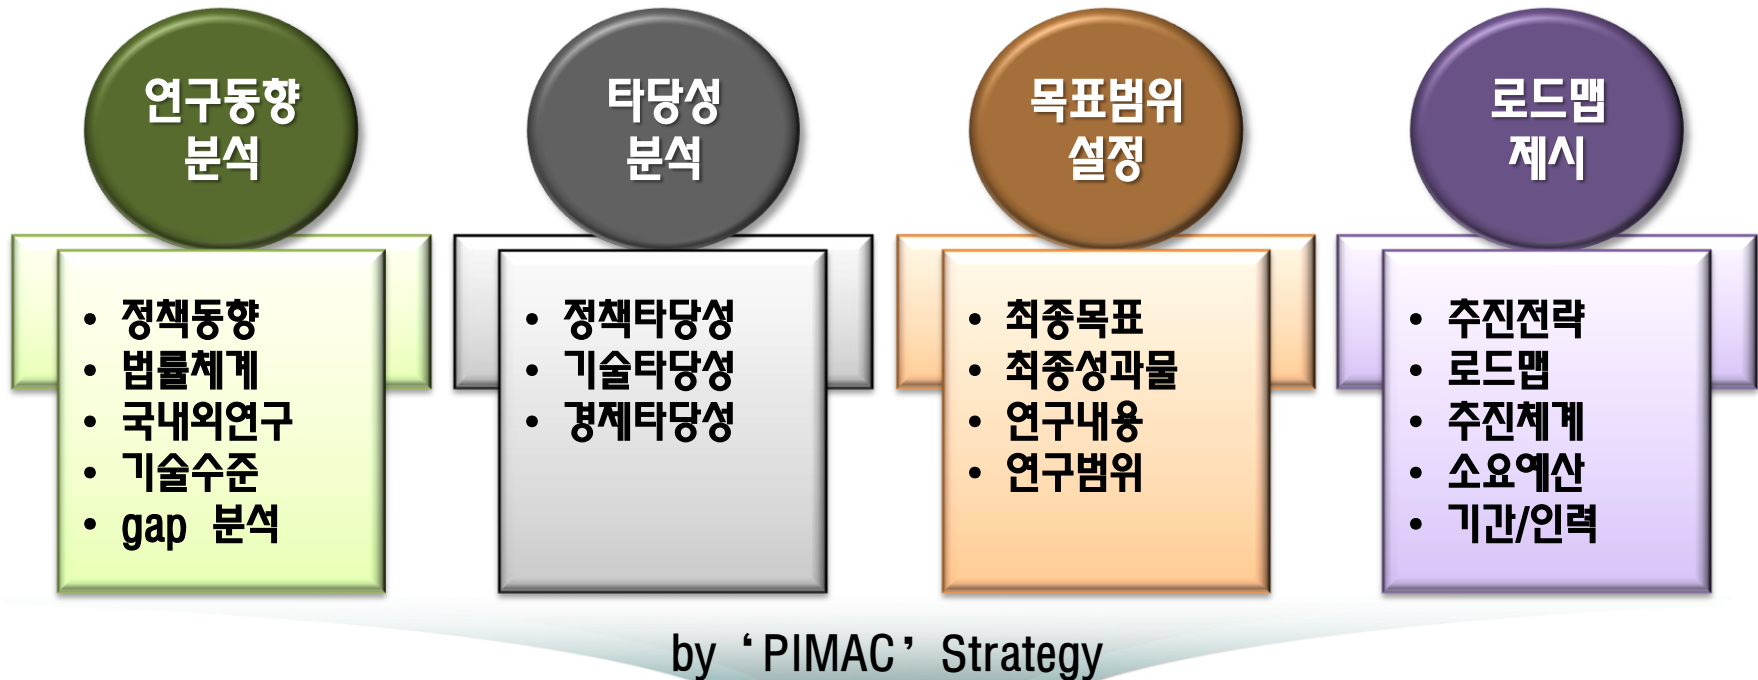 연구동향
분석
• 정책동향
• 법률체계
• 국내외연구
• 기술수준
• gap 분석
타당성
분석
• 정책타당성
• 기술타당성
• 경제타당성
목표범위
설정
• 최종목표
• 최종성과물
• 연구내용
• 연구범위
로드맵
제시
• 추진전략
• 로드맵
• 추진체계
• 소요예산
• 기간/인력
by ‘PIMAC’ Strategy